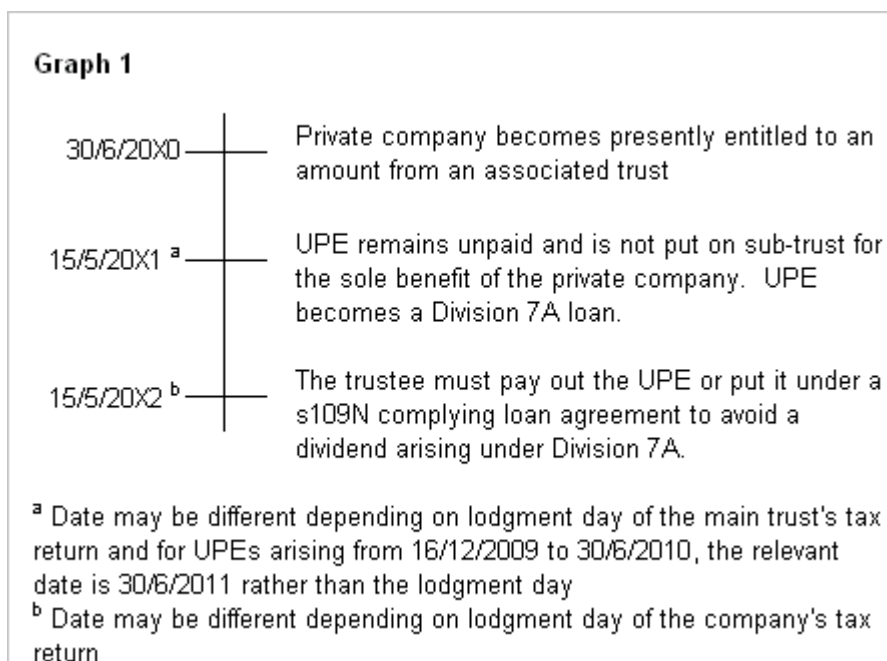 Graph 1
30/6/20X0
Private company becomes presently entitled to an
amount from an associated trust
15/5/20X1 a
UPE remains unpaid and is not put on sub-trust for
the sole benefit of the private company.  UPE
becomes a Division 7A loan.
15/5/20X2 b
The trustee must pay out the UPE or put it under a
s109N complying loan agreement to avoid a
dividend arising under Division 7A.
a Date may be different depending on lodgment day of the main trust's tax
return and for UPEs arising from 16/12/2009 to 30/6/2010, the relevant
date is 30/6/2011 rather than the lodgment day
b Date may be different depending on lodgment day of the company's tax
return